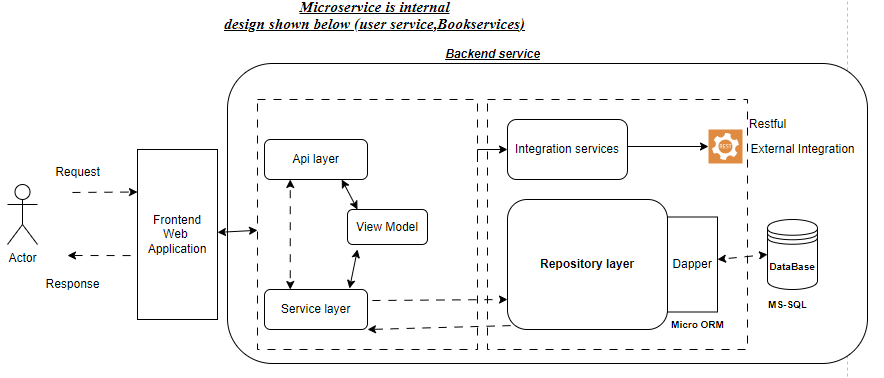 Microservice is internal
design shown below (user service,Bookservices)
Backend service
Request
Actor
Response
Frontend
Web
Application
Api layer
View Model
Service layer
Integration services
Repository layer
Dapper
Micro ORM
Restful
REST
External Integration
DataBase
MS-SQL